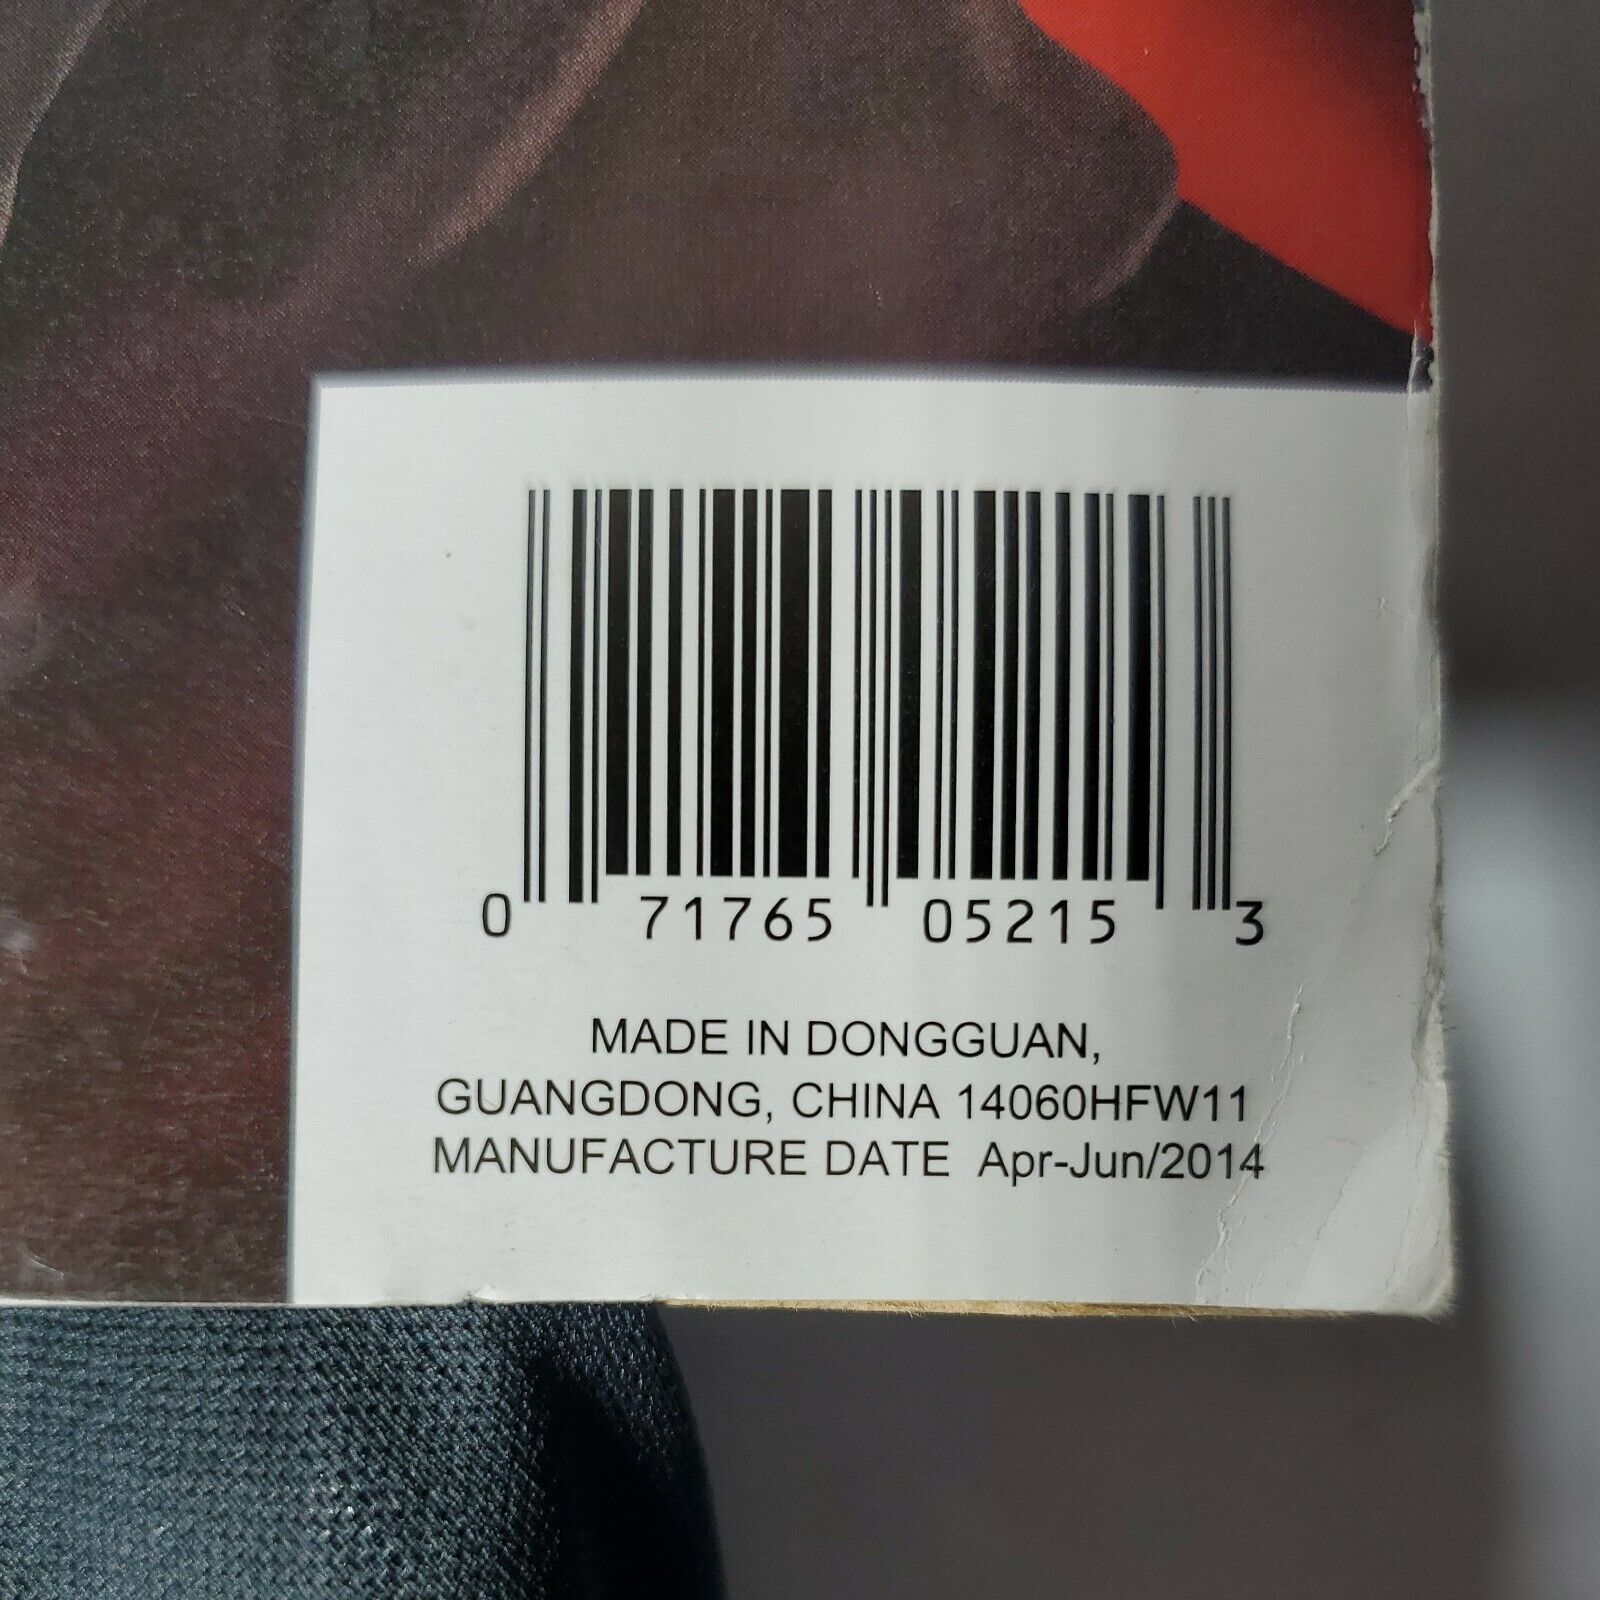 0 71765 05215 3
MADE IN DONGGUAN,
GUANGDONG, CHINA 14060HFW11
MANUFACTURE DATE Apr-Jun/2014